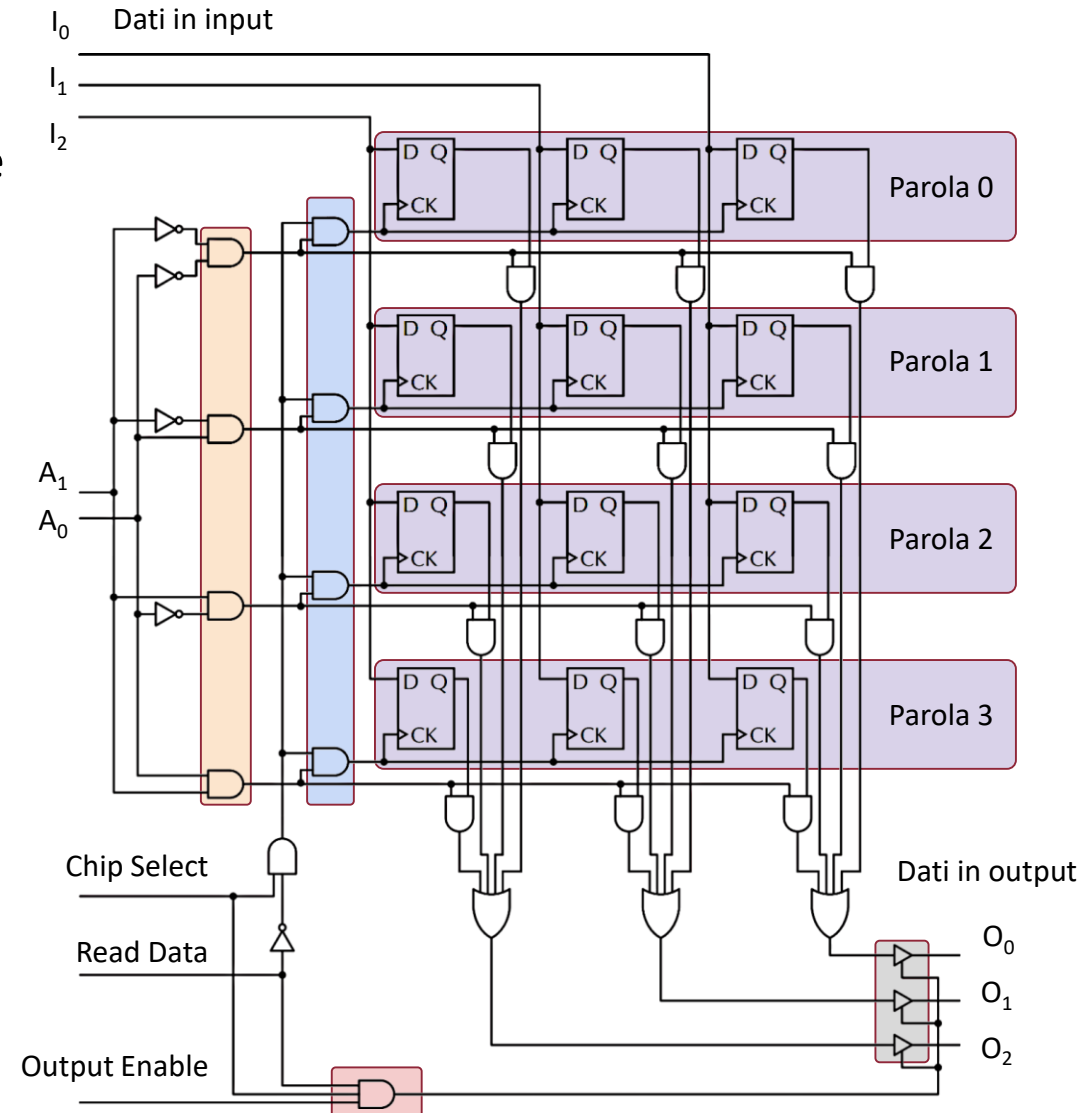 I₀ Dati in input
I₁
I₂
e
D Q D Q D Q
Parola 0
CK CK CK
D Q D Q D Q
Parola 1
CK CK CK
A₁
D Q D Q D Q
A₀
Parola 2
CK CK CK
D Q D Q D Q
Parola 3
CK CK CK
Chip Select
Dati in output
O₀
Read Data
O₁
O₂
Output Enable